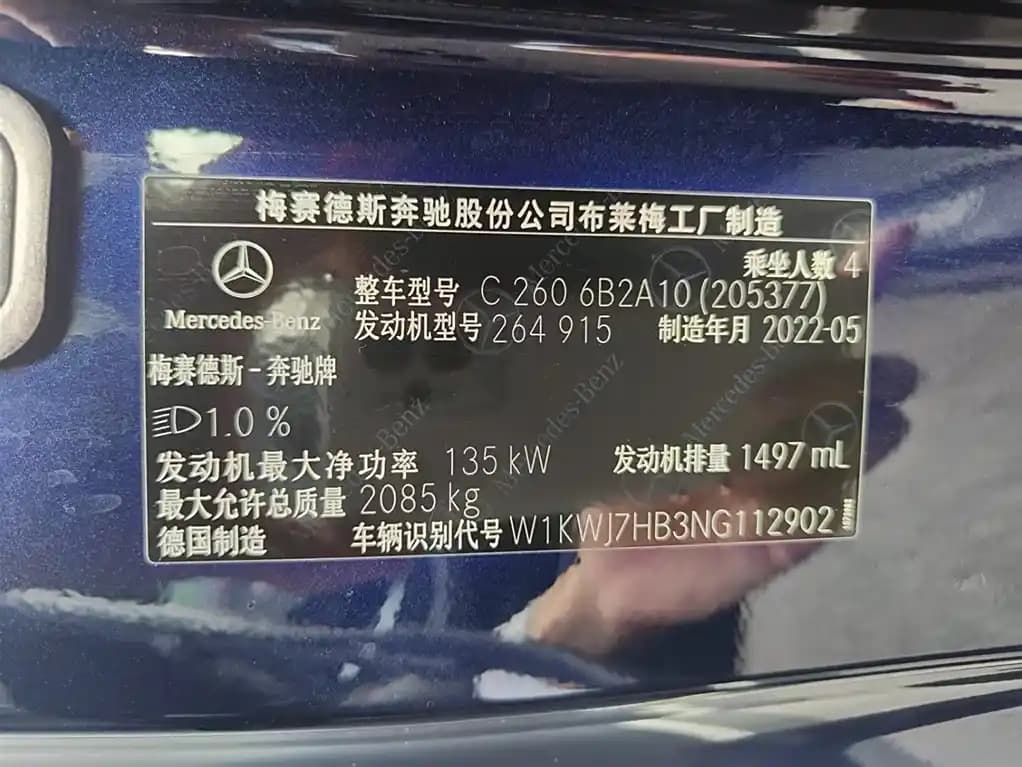 梅赛德斯奔驰股份公司布莱梅工厂制造
乘坐人数 4
整车型号 C 260 6B2A10 (205377)
Mercedes-Benz
发动机型号 264 915 制造年月 2022-05
梅赛德斯-奔驰牌
1.0 %
发动机最大净功率 135 kW 发动机排量 1497 mL
最大允许总质量 2085 kg
德国制造 车辆识别代号 W1KWJ7HB3NG112902